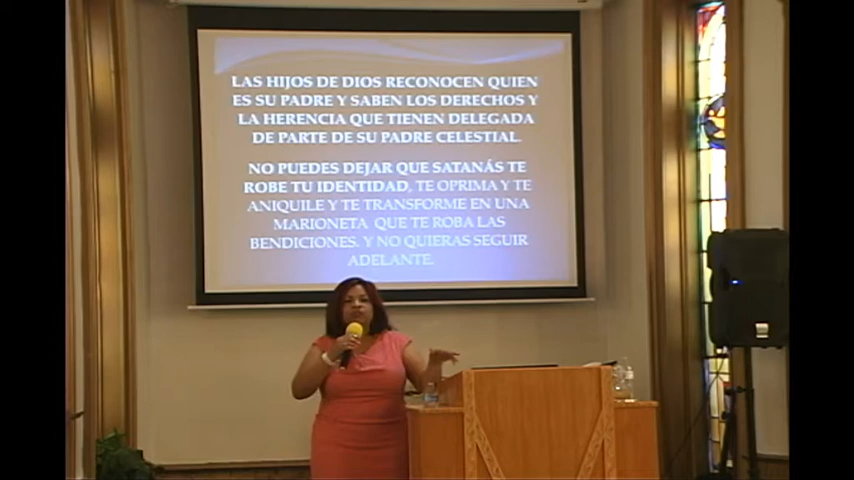 LAS HIJOS DE DIOS RECONOCEN QUIEN
ES SU PADRE Y SABEN LOS DERECHOS Y
LA HERENCIA QUE TIENEN DELEGADA
DE PARTE DE SU PADRE CELESTIAL.
NO PUEDES DEJAR QUE SATANÁS TE
ROBE TU IDENTIDAD, TE OPRIMA Y TE
ANIQUILE Y TE TRANSFORME EN UNA
MARIONETA QUE TE ROBA LAS
BENDICIONES. Y NO QUIERAS SEGUIR
ADELANTE.